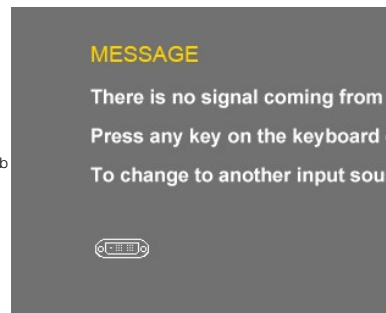 MESSAGE
There is no signal coming from
Press any key on the keyboard
b
To change to another input sou